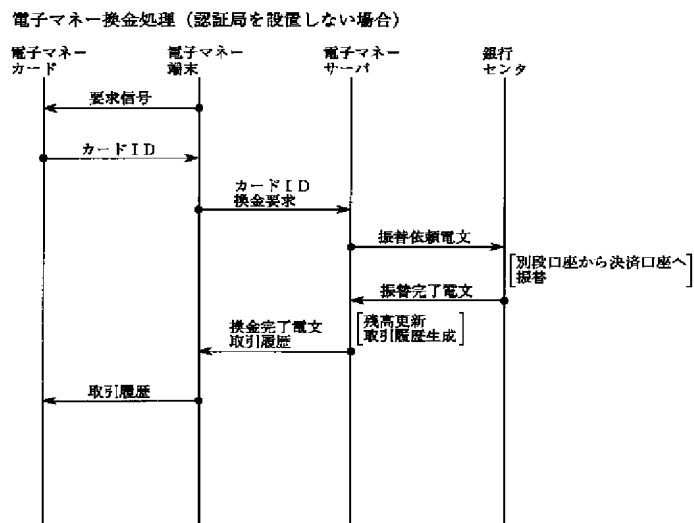 電子マネー換金処理(認証局を設置しない場合)
電子マネー
カード
電子マネー
端末
電子マネー
サーバ
銀行
センタ
要求信号
カードID
カードID
換金要求
振替依頼電文
別段口座から決済口座へ
振替
振替完了電文
残高更新
取引履歴生成
換金完了電文
取引履歴
取引履歴